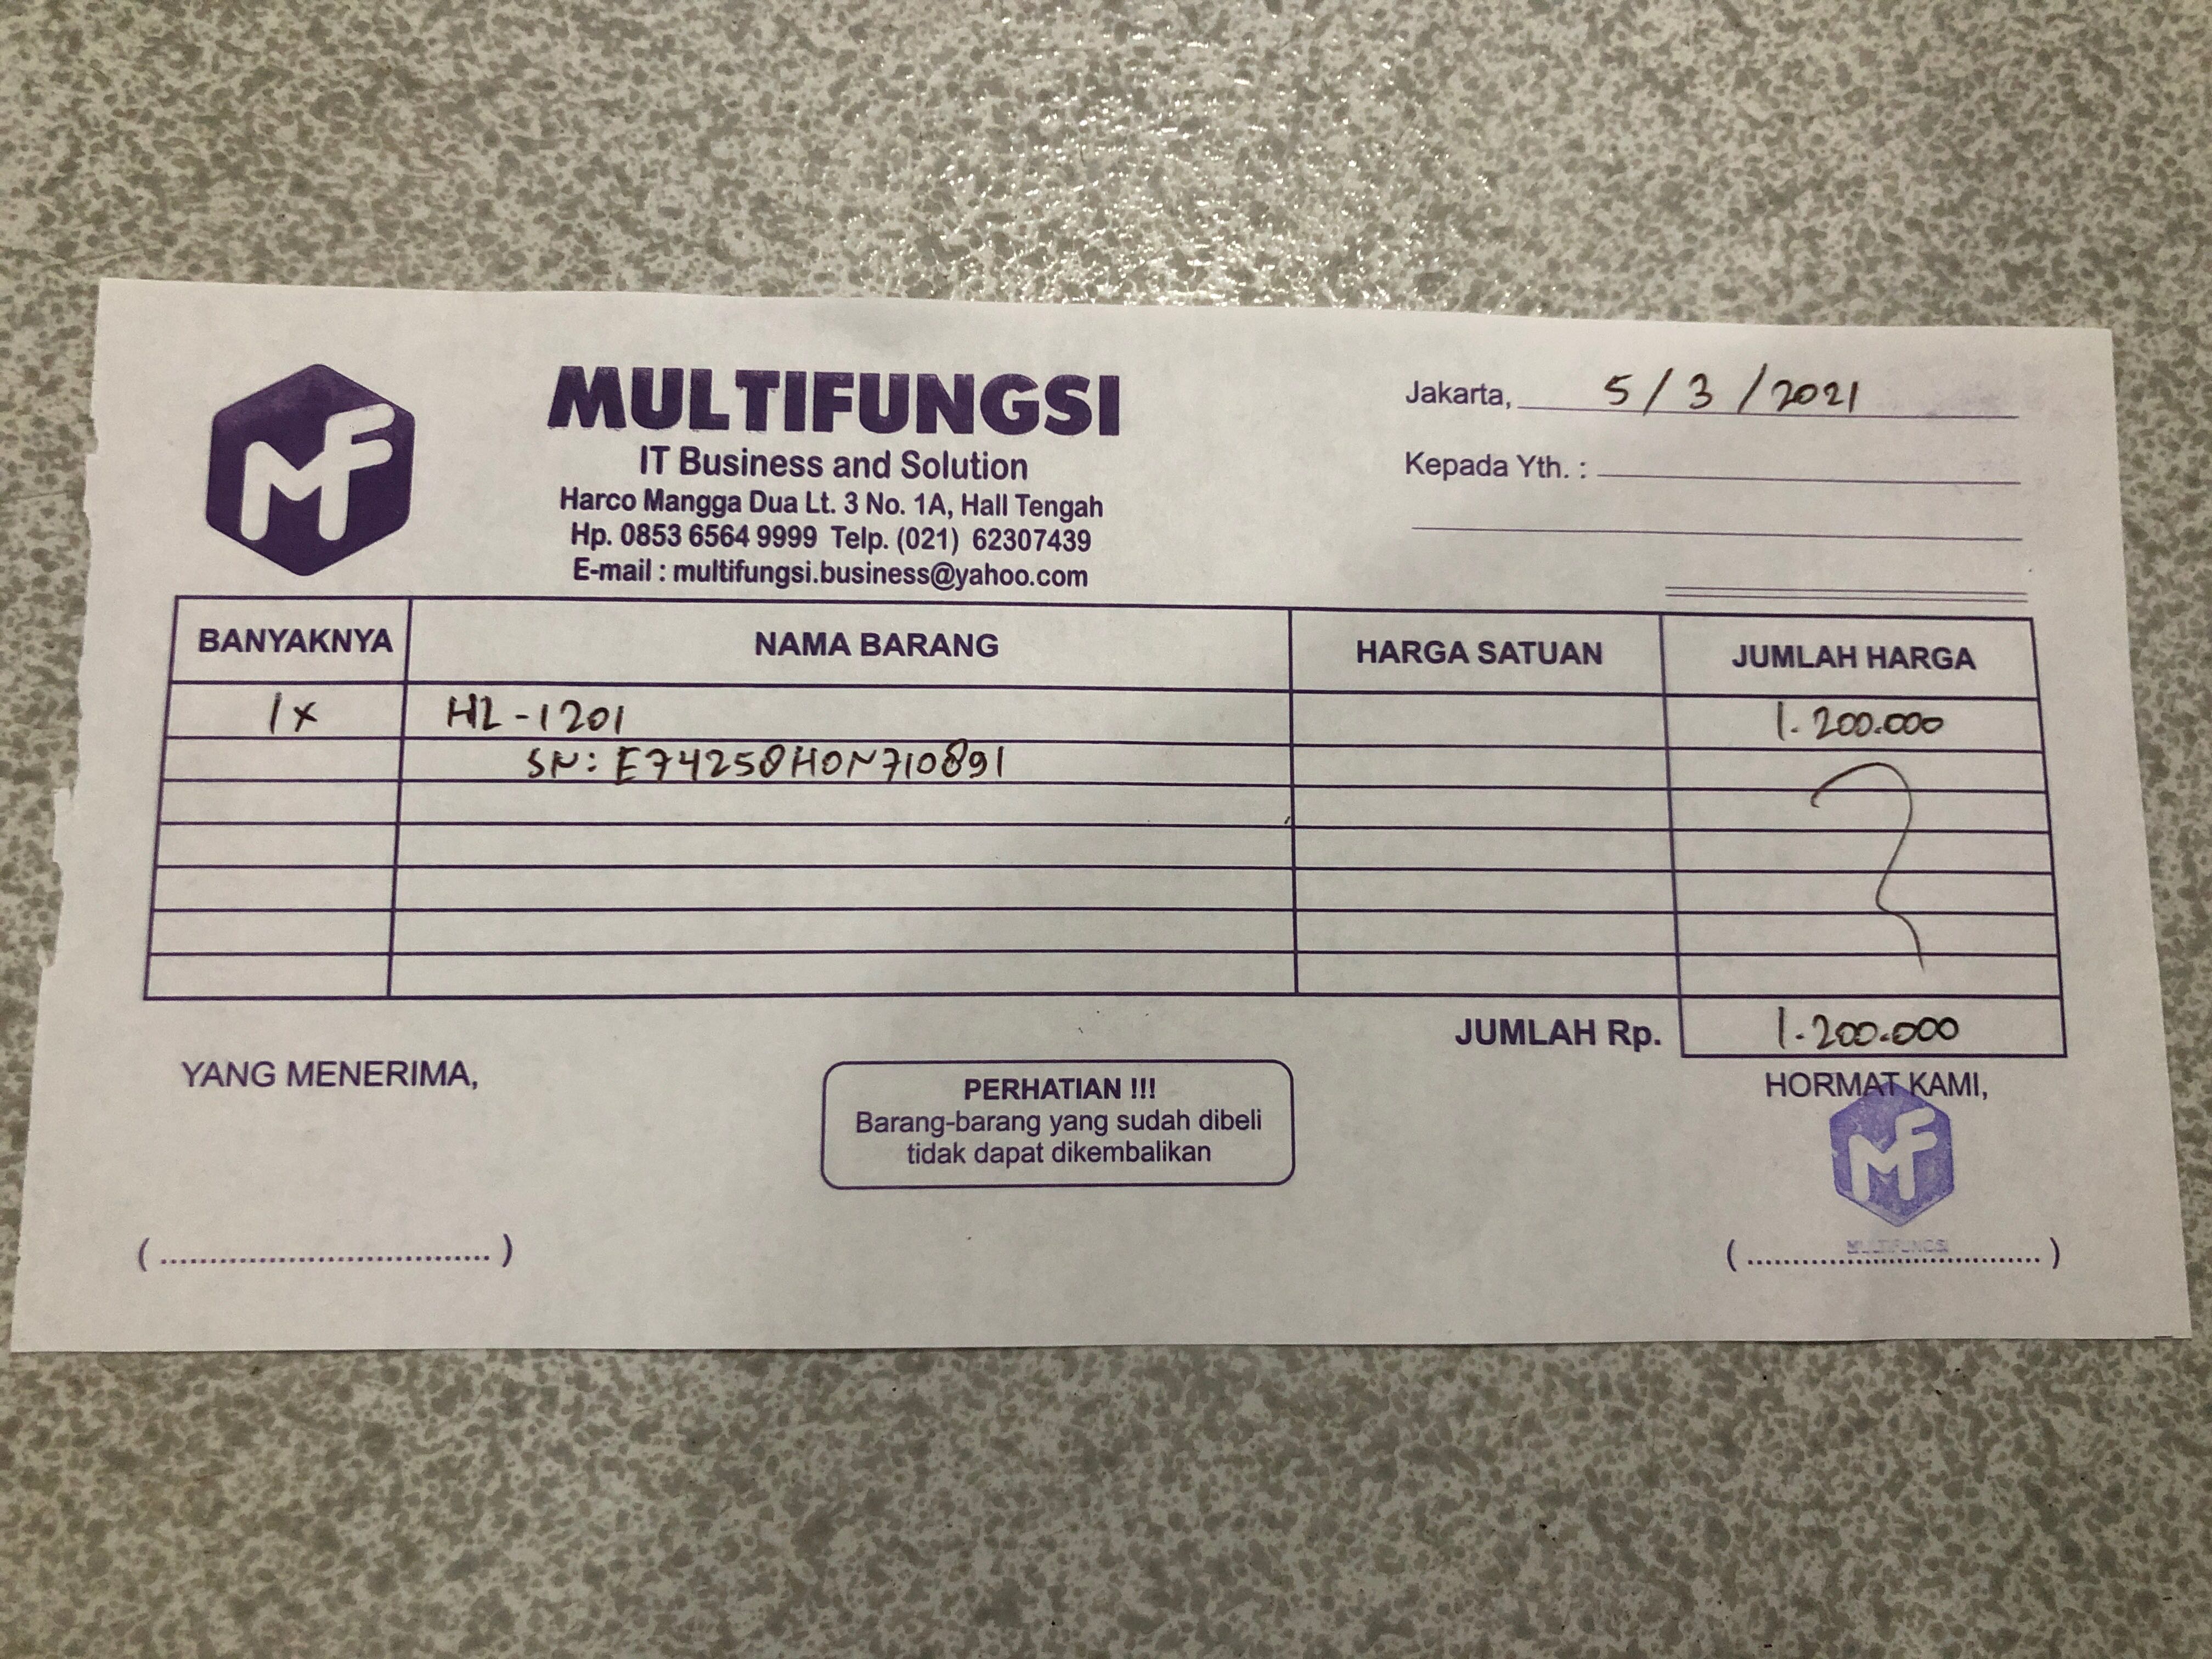 MF
MULTIFUNGSI
IT Business and Solution
Harco Mangga Dua Lt. 3 No. 1A, Hall Tengah
Hp. 0853 6564 9999 Telp. (021) 62307439
E-mail : multifungsi.business@yahoo.com
Jakarta, 5/3/2021
Kepada Yth. :
BANYAKNYA NAMA BARANG HARGA SATUAN JUMLAH HARGA
1x HL-1201 1.200.000
SN: E74250H0N710891
JUMLAH Rp. 1.200.000
YANG MENERIMA,
PERHATIAN !!!
Barang-barang yang sudah dibeli
tidak dapat dikembalikan
HORMAT KAMI,
MF
MULTIFUNGSI